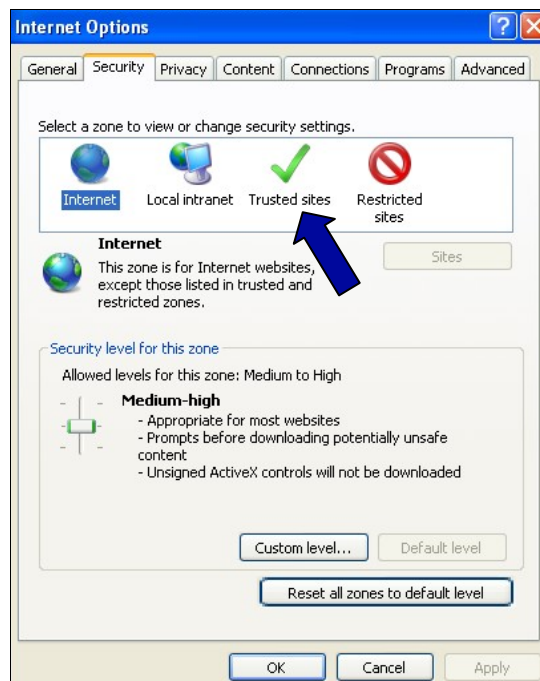 Internet Options
General Security Privacy Content Connections Programs Advanced
Select a zone to view or change security settings.
Internet Local intranet Trusted sites Restricted
sites
Internet
Sites
This zone is for Internet websites,
except those listed in trusted and
restricted zones.
Security level for this zone
Allowed levels for this zone: Medium to High
Medium-high
- Appropriate for most websites
- Prompts before downloading potentially unsafe
content
- Unsigned ActiveX controls will not be downloaded
Custom level... Default level
Reset all zones to default level
OK Cancel Apply